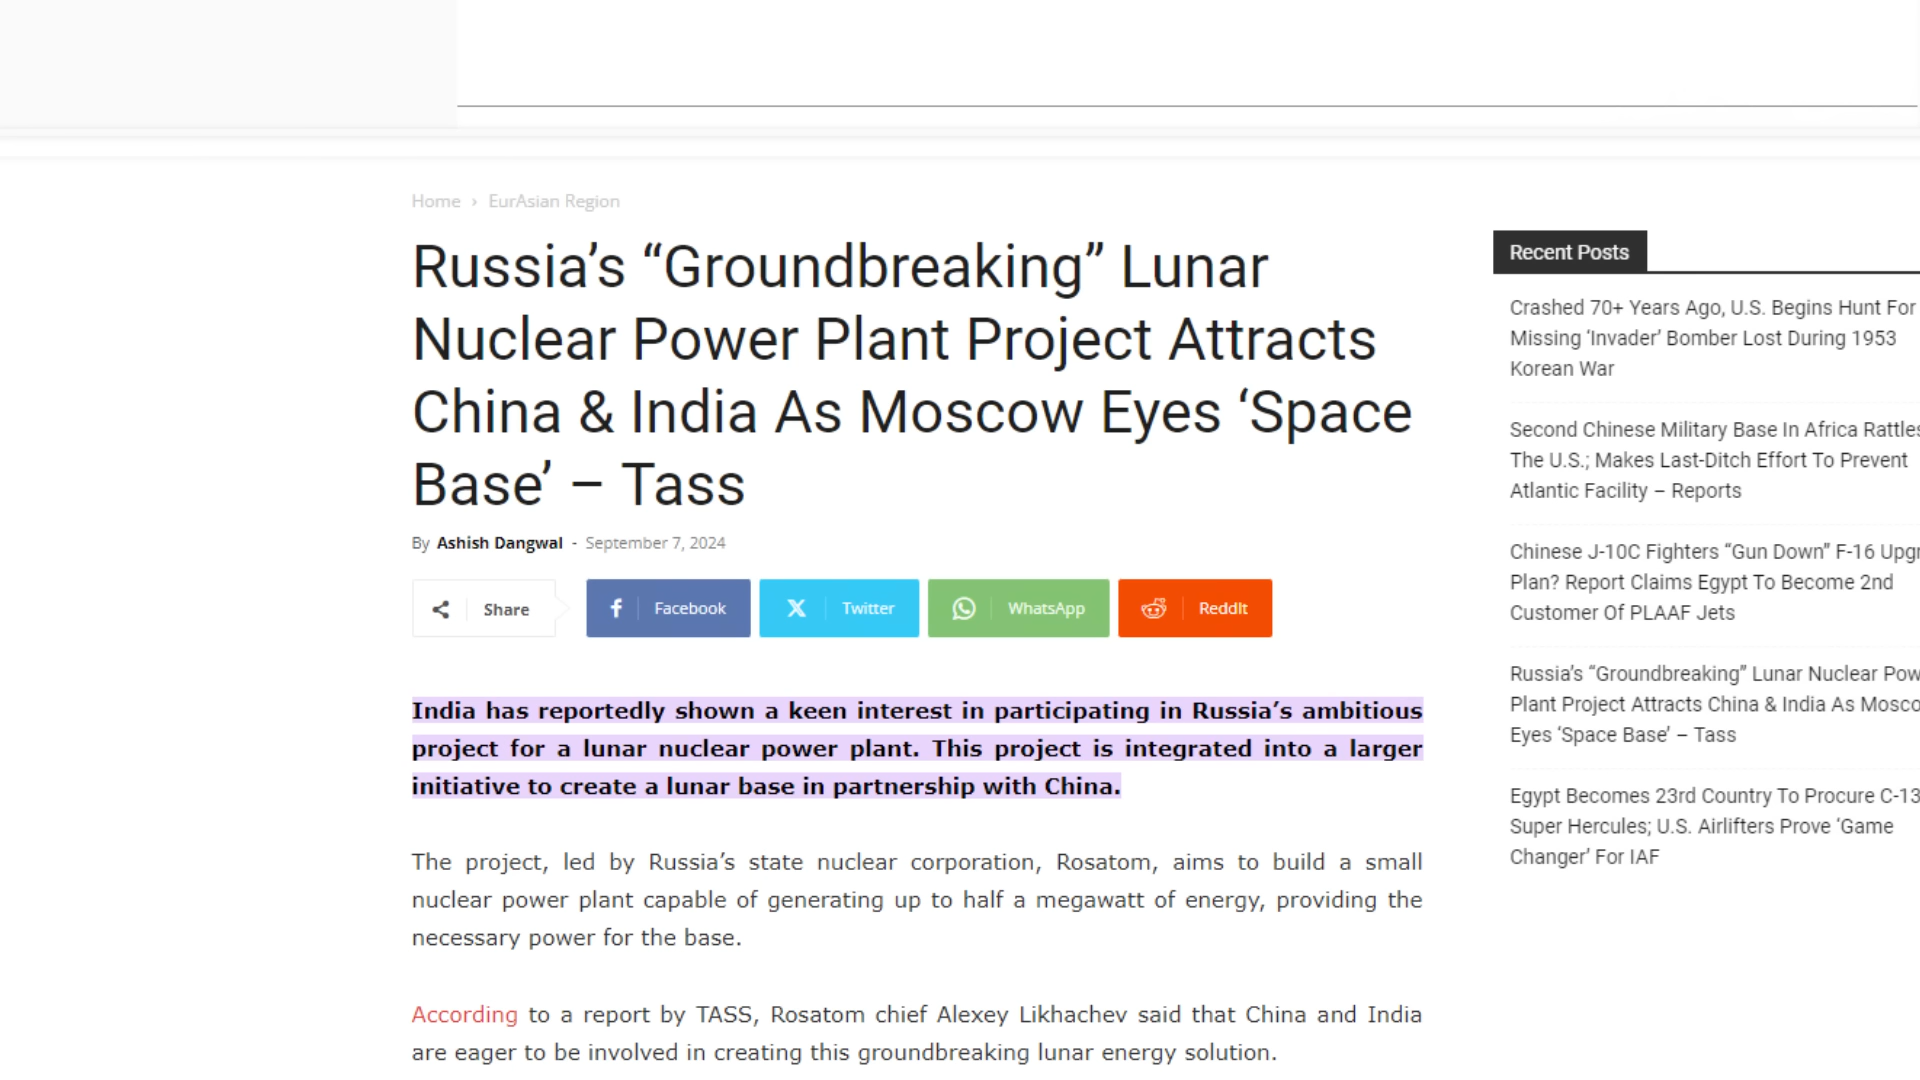 Home › EurAsian Region
Russia’s “Groundbreaking” Lunar
Nuclear Power Plant Project Attracts
China & India As Moscow Eyes ‘Space
Base’ – Tass
By Ashish Dangwal - September 7, 2024
Share Facebook Twitter WhatsApp ReddIt
India has reportedly shown a keen interest in participating in Russia’s ambitious
project for a lunar nuclear power plant. This project is integrated into a larger
initiative to create a lunar base in partnership with China.
The project, led by Russia’s state nuclear corporation, Rosatom, aims to build a small
nuclear power plant capable of generating up to half a megawatt of energy, providing the
necessary power for the base.
According to a report by TASS, Rosatom chief Alexey Likhachev said that China and India
are eager to be involved in creating this groundbreaking lunar energy solution.
Recent Posts
Crashed 70+ Years Ago, U.S. Begins Hunt For
Missing ‘Invader’ Bomber Lost During 1953
Korean War
Second Chinese Military Base In Africa Rattles
The U.S.; Makes Last-Ditch Effort To Prevent
Atlantic Facility – Reports
Chinese J-10C Fighters “Gun Down” F-16 Upgr
Plan? Report Claims Egypt To Become 2nd
Customer Of PLAAF Jets
Russia’s “Groundbreaking” Lunar Nuclear Pow
Plant Project Attracts China & India As Mosco
Eyes ‘Space Base’ – Tass
Egypt Becomes 23rd Country To Procure C-13
Super Hercules; U.S. Airlifters Prove ‘Game
Changer’ For IAF